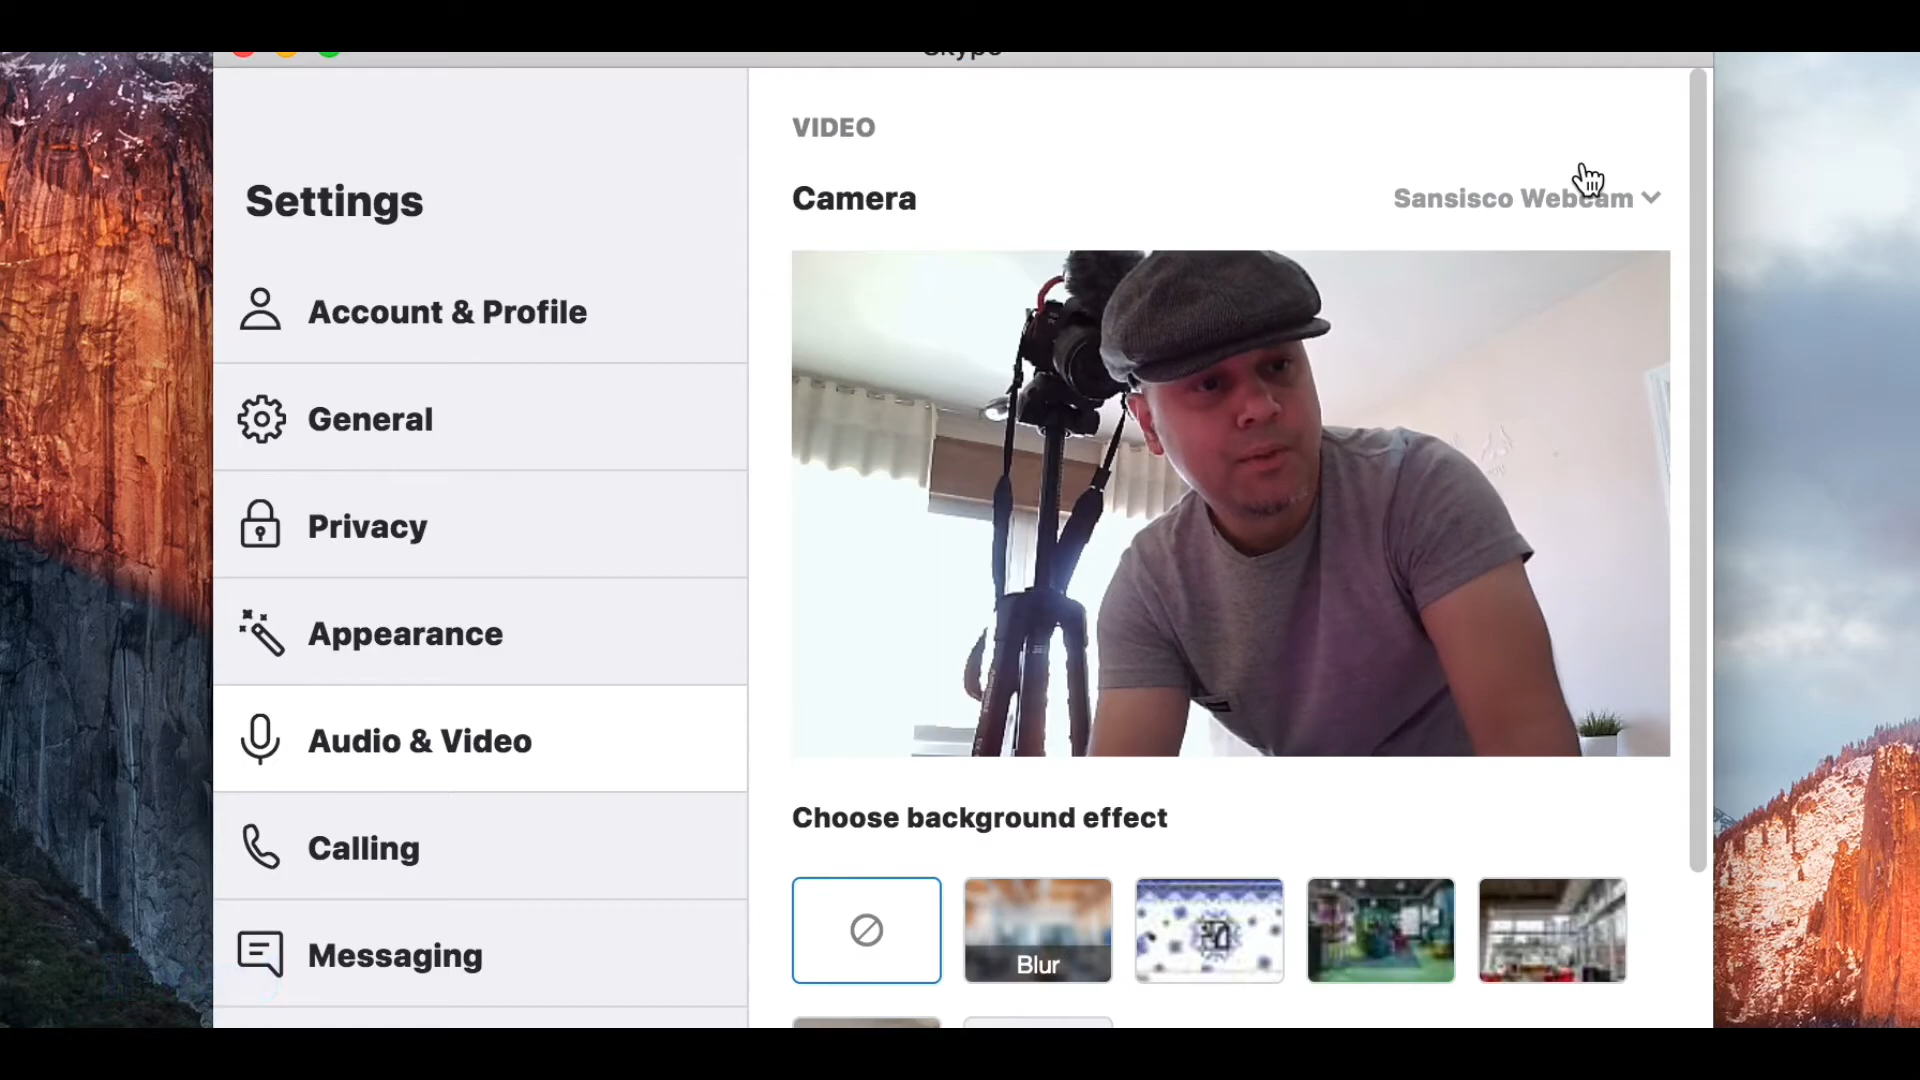 Settings
Account & Profile
General
Privacy
Appearance
Audio & Video
Calling
Messaging
VIDEO
Camera
Sansisco Webcam
Choose background effect
Blur